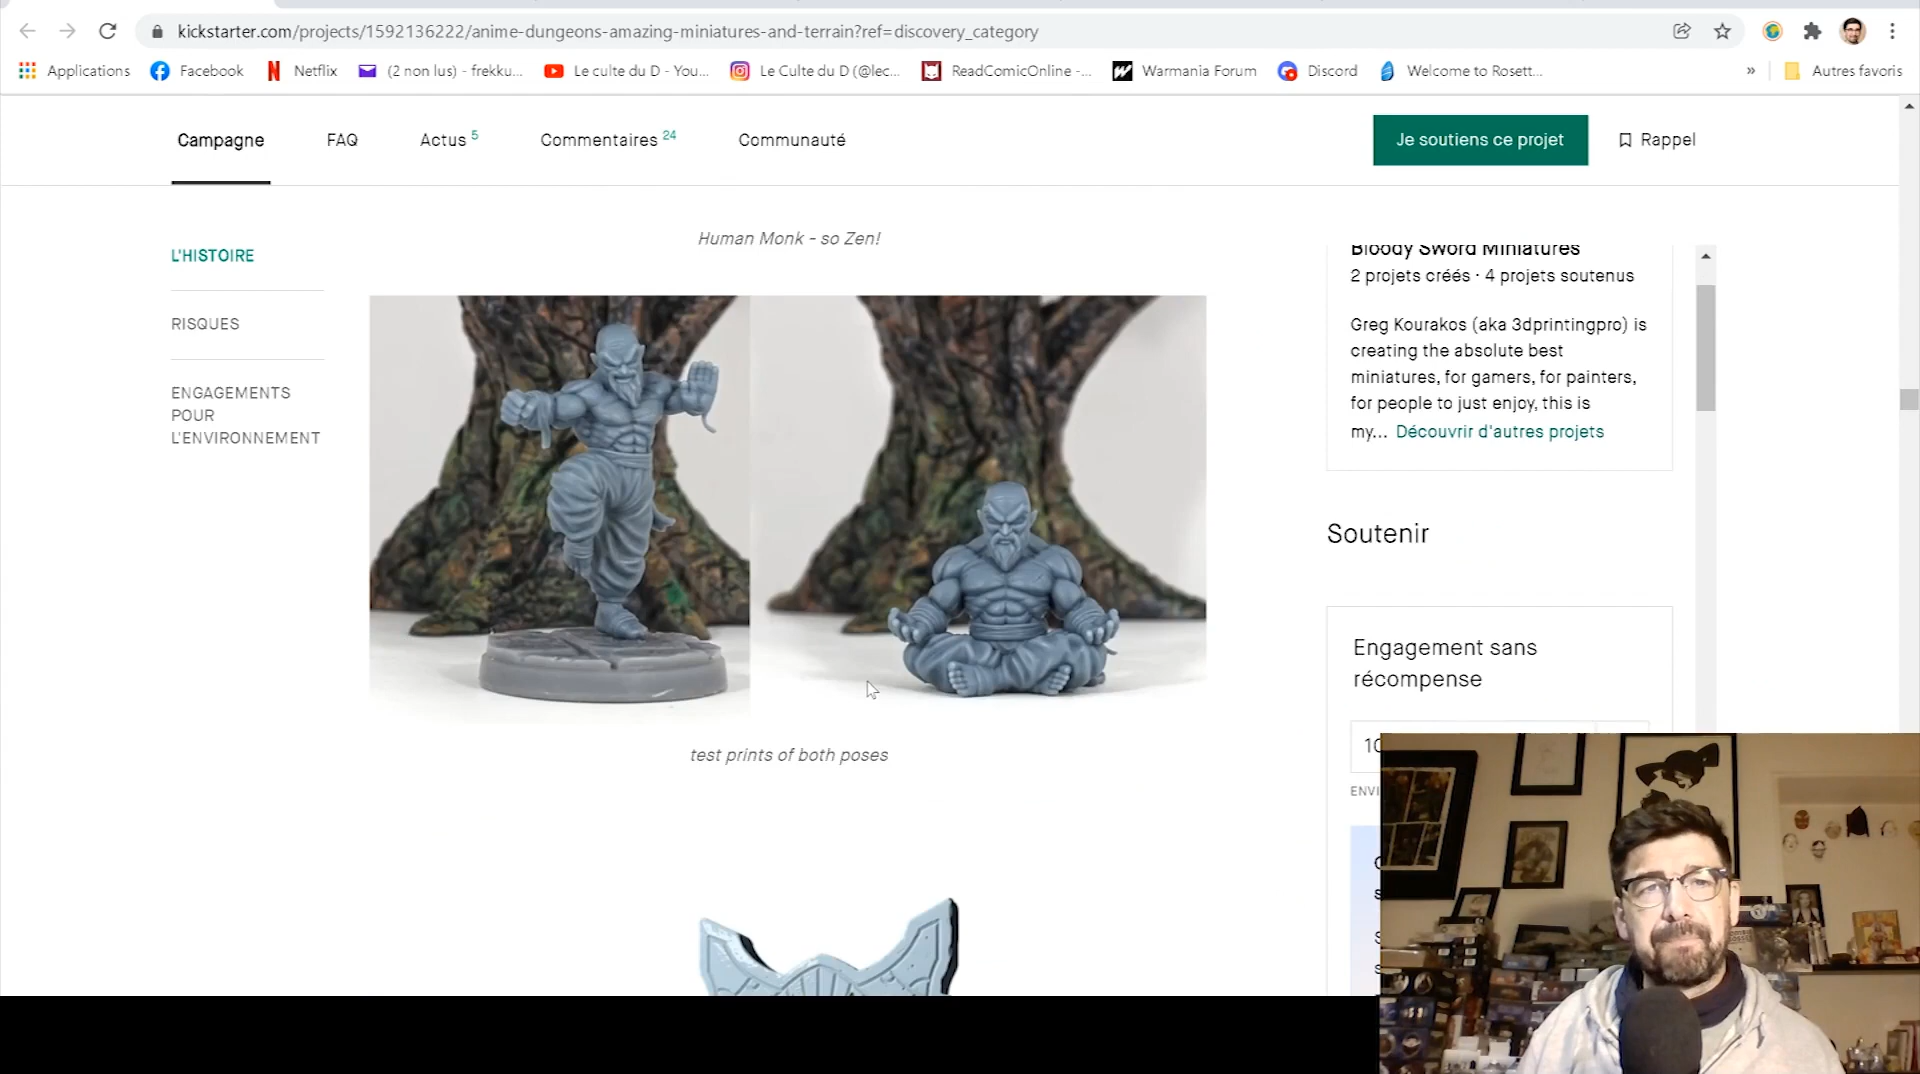 kickstarter.com/projects/1592136222/anime-dungeons-amazing-miniatures-and-terrain?ref=discovery_category
Applications Facebook Netflix (2 non lus) - frekku... Le culte du D - You... Le Culte du D (@lec... ReadComicOnline -... Warmania Forum Discord Welcome to Rosett... » Autres favoris
Campagne FAQ Actus 5 Commentaires 24 Communauté Je soutiens ce projet Rappel
L'HISTOIRE
RISQUES
ENGAGEMENTS
POUR
L'ENVIRONNEMENT
Human Monk - so Zen!
test prints of both poses
Bloody Sword Miniatures
2 projets créés · 4 projets soutenus
Greg Kourakos (aka 3dprintingpro) is
creating the absolute best
miniatures, for gamers, for painters,
for people to just enjoy, this is
my... Découvrir d'autres projets
Soutenir
Engagement sans
récompense
10
ENVI